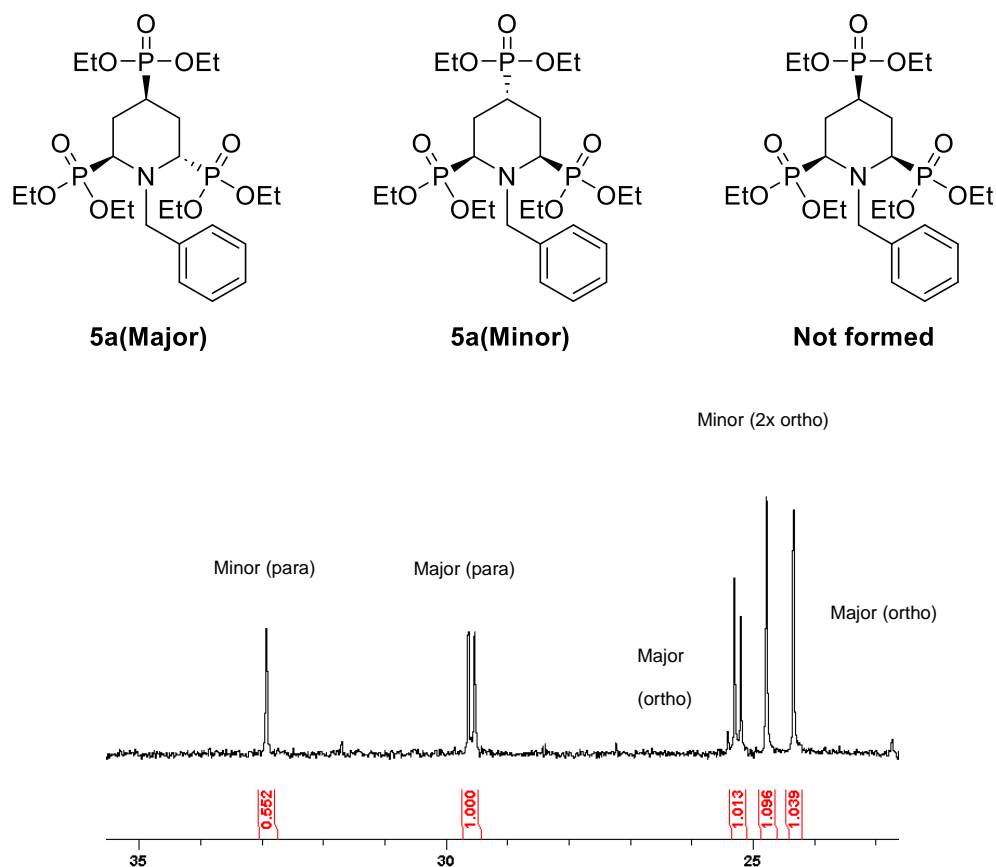 O
EtO P OEt
O P N P O
EtO OEt EtO OEt
O
EtO P OEt
O P N P O
EtO OEt EtO OEt
O
EtO P OEt
O P N P O
EtO OEt EtO OEt
5a(Major)
5a(Minor)
Not formed
Minor (2x ortho)
Minor (para)
Major (para)
Major (ortho)
Major
(ortho)
0.552
1.000
1.013
1.096
1.039
35
30
25